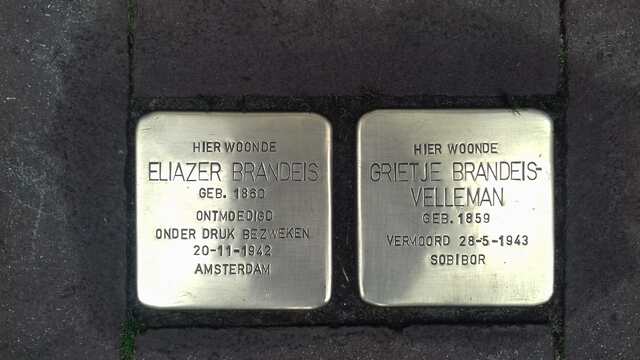 HIER WOONDE
ELIAZER BRANDEIS
GEB. 1860
ONTMOEDIGD
ONDER DRUK BEZWEKEN
20-11-1942
AMSTERDAM
HIER WOONDE
GRIETJE BRANDEIS-
VELLEMAN
GEB. 1859
VERMOORD 28-5-1943
SOBIBOR